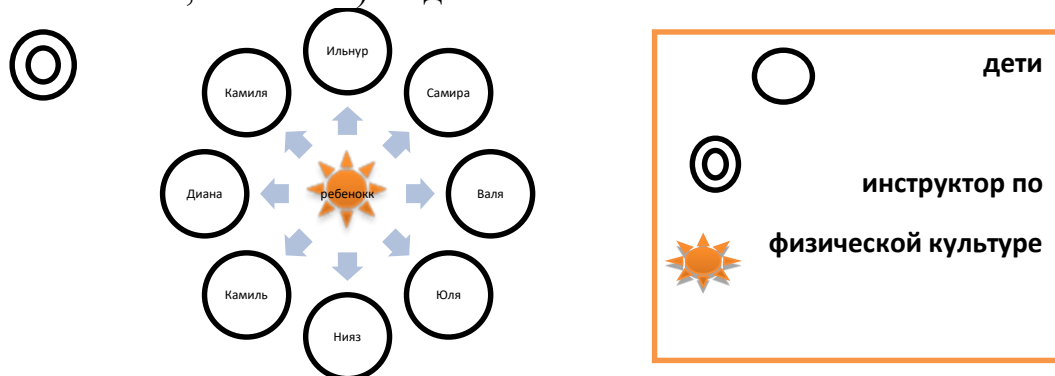 Ильнур
Камиля
Самира
Диана
ребенокк
Валя
Камиль
Юля
Нияз
дети
инструктор по
физической культуре